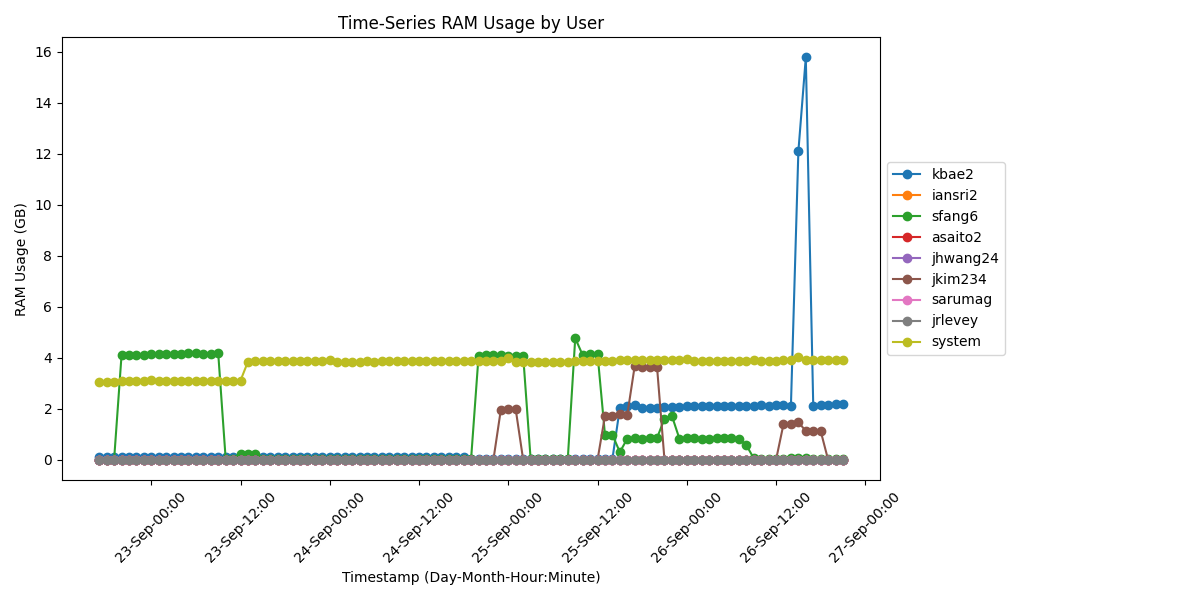 Time-Series RAM Usage by User
RAM Usage (GB)
16
14
12
10
8
6
4
2
0
23-Sep-00:00
23-Sep-12:00
24-Sep-00:00
24-Sep-12:00
25-Sep-00:00
25-Sep-12:00
26-Sep-00:00
26-Sep-12:00
27-Sep-00:00
Timestamp (Day-Month-Hour:Minute)
kbae2
iansri2
sfang6
asaito2
jhwang24
jkim234
sarumag
jrlevey
system